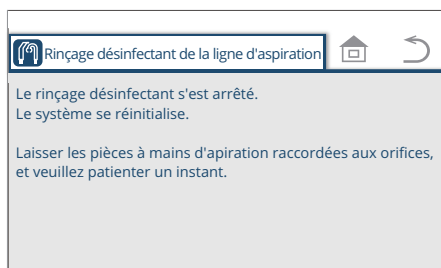 Rinçage désinfectant de la ligne d'aspiration
Le rinçage désinfectant s'est arrêté.
Le système se réinitialise.
Laisser les pièces à mains d'apiration raccordées aux orifices,
et veuillez patienter un instant.